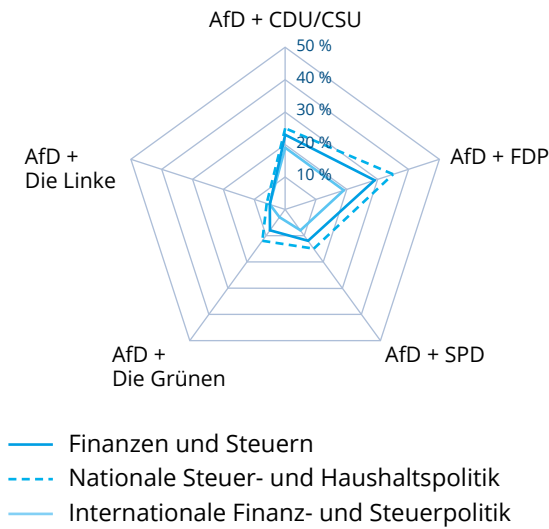 AfD + CDU/CSU
50 %
40 %
30 %
20 %
10 %
AfD + FDP
AfD +
Die Linke
AfD +
Die Grünen
AfD + SPD
Finanzen und Steuern
Nationale Steuer- und Haushaltspolitik
Internationale Finanz- und Steuerpolitik